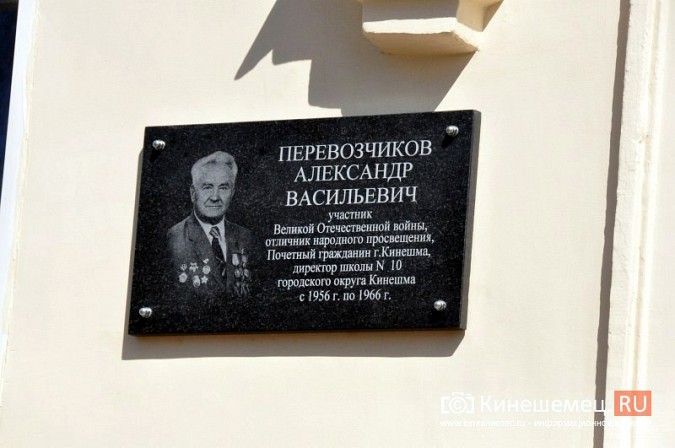 ПЕРЕВОЗЧИКОВ
АЛЕКСАНДР
ВАСИЛЬЕВИЧ
участник
Великой Отечественной войны,
отличник народного просвещения,
Почетный гражданин г.Кинешма,
директор школы N 10
городского округа Кинешма
с 1956 г. по 1966 г.
Кинешемец.RU